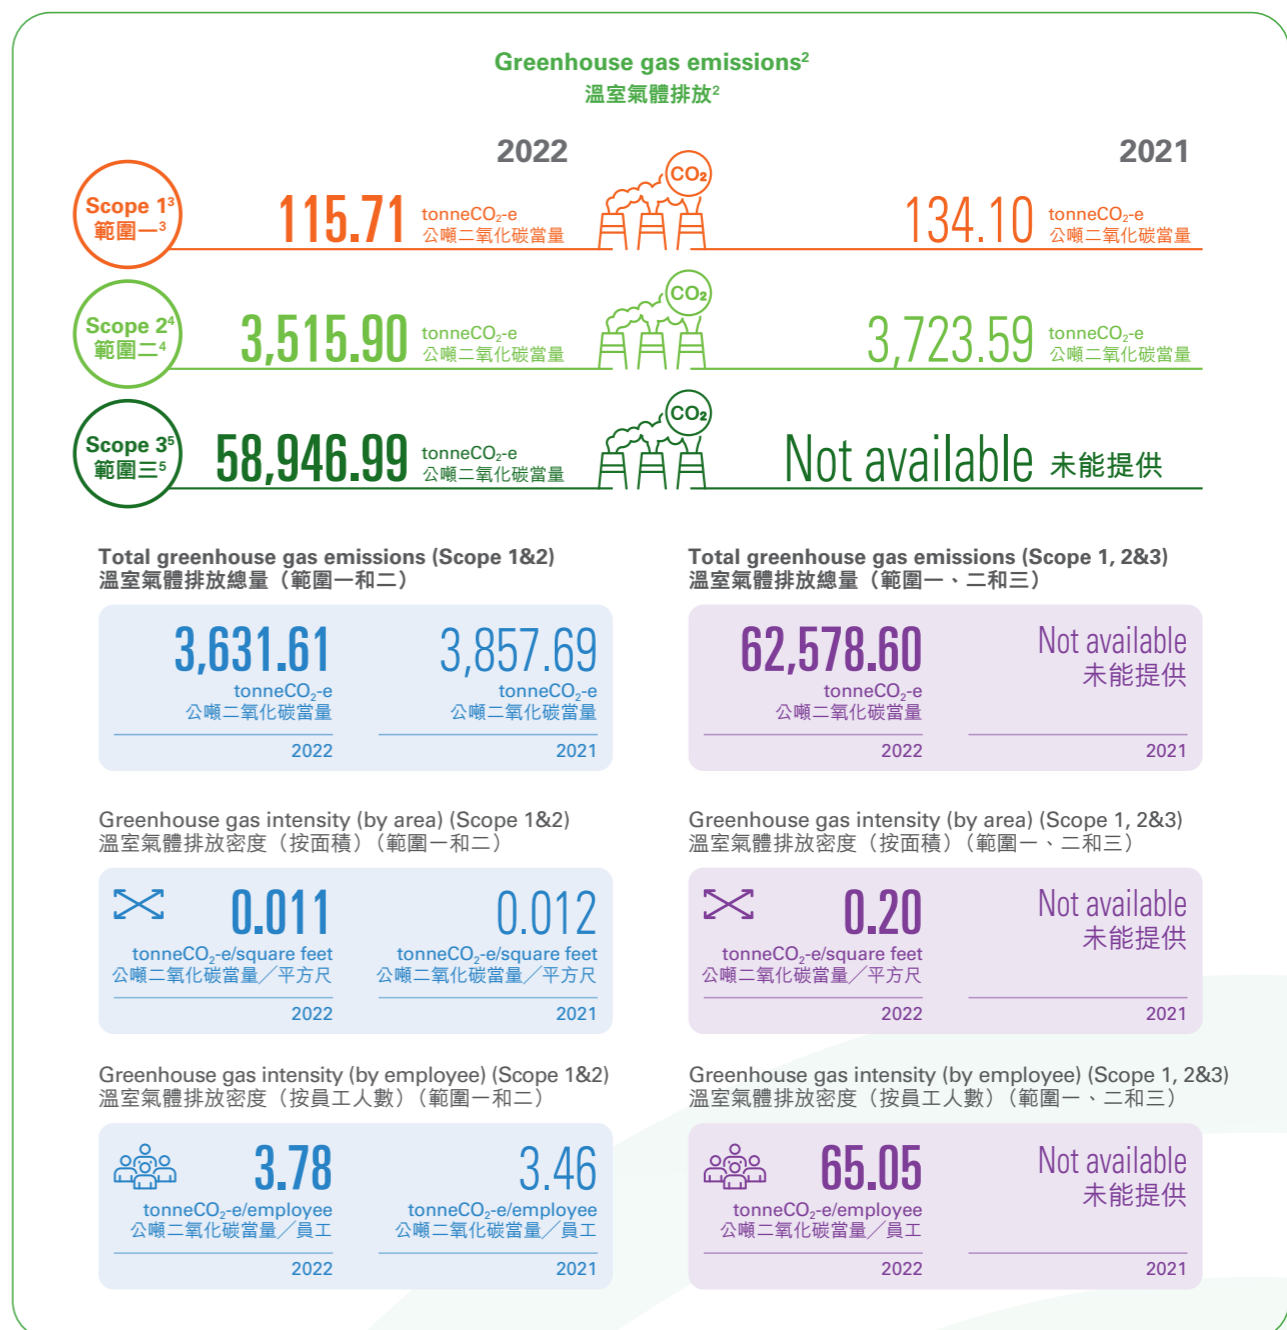 Greenhouse gas emissions²
溫室氣體排放²
2022
2021
CO₂
Scope 1³
範圍一³
115.71
tonneCO₂-e
公噸二氧化碳當量
134.10
tonneCO₂-e
公噸二氧化碳當量
CO₂
Scope 2⁴
範圍二⁴
3,515.90
tonneCO₂-e
公噸二氧化碳當量
3,723.59
tonneCO₂-e
公噸二氧化碳當量
CO₂
Scope 3⁵
範圍三⁵
58,946.99
tonneCO₂-e
公噸二氧化碳當量
Not available 未能提供
Total greenhouse gas emissions (Scope 1&2)
溫室氣體排放總量（範圍一和二）
3,631.61
tonneCO₂-e
公噸二氧化碳當量
2022
3,857.69
tonneCO₂-e
公噸二氧化碳當量
2021
Total greenhouse gas emissions (Scope 1, 2&3)
溫室氣體排放總量（範圍一、二和三）
62,578.60
tonneCO₂-e
公噸二氧化碳當量
2022
Not available
未能提供
2021
Greenhouse gas intensity (by area) (Scope 1&2)
溫室氣體排放密度（按面積）（範圍一和二）
0.011
tonneCO₂-e/square feet
公噸二氧化碳當量／平方尺
2022
0.012
tonneCO₂-e/square feet
公噸二氧化碳當量／平方尺
2021
Greenhouse gas intensity (by area) (Scope 1, 2&3)
溫室氣體排放密度（按面積）（範圍一、二和三）
0.20
tonneCO₂-e/square feet
公噸二氧化碳當量／平方尺
2022
Not available
未能提供
2021
Greenhouse gas intensity (by employee) (Scope 1&2)
溫室氣體排放密度（按員工人數）（範圍一和二）
3.78
tonneCO₂-e/employee
公噸二氧化碳當量／員工
2022
3.46
tonneCO₂-e/employee
公噸二氧化碳當量／員工
2021
Greenhouse gas intensity (by employee) (Scope 1, 2&3)
溫室氣體排放密度（按員工人數）（範圍一、二和三）
65.05
tonneCO₂-e/employee
公噸二氧化碳當量／員工
2022
Not available
未能提供
2021